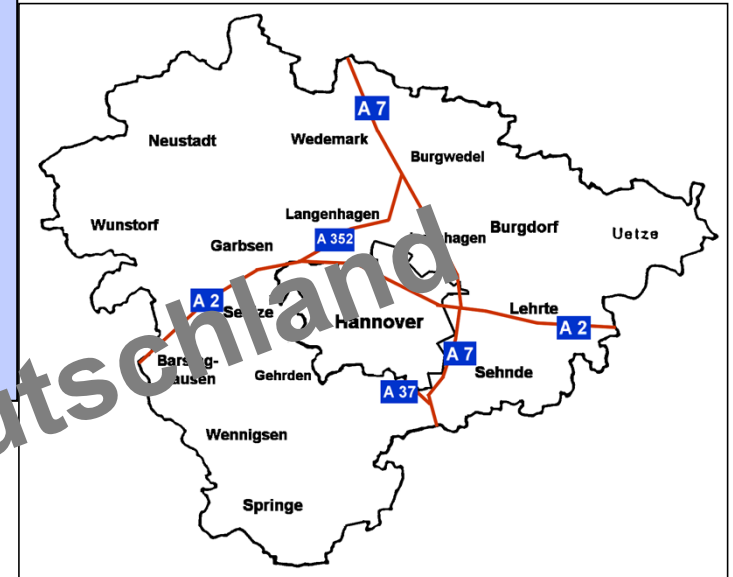 A 7
Neustadt
Wedemark
Burgwedel
Langenhagen
Wunstorf
Burgdorf
Uetze
A 352
hagen
Garbsen
A 2
Lehrte
Hannover
A 2
A 7
Gehrden
Sehnde
A 37
Wennigsen
Springe
utschland